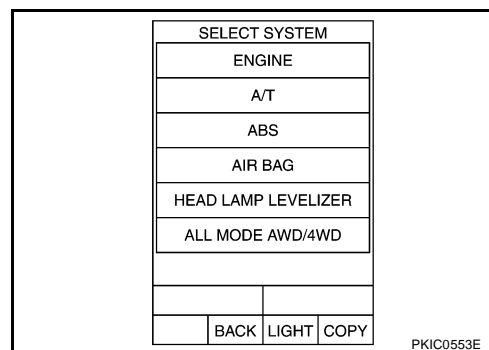 SELECT SYSTEM
ENGINE
A/T
ABS
AIR BAG
HEAD LAMP LEVELIZER
ALL MODE AWD/4WD
BACK LIGHT COPY
PKIC0553E